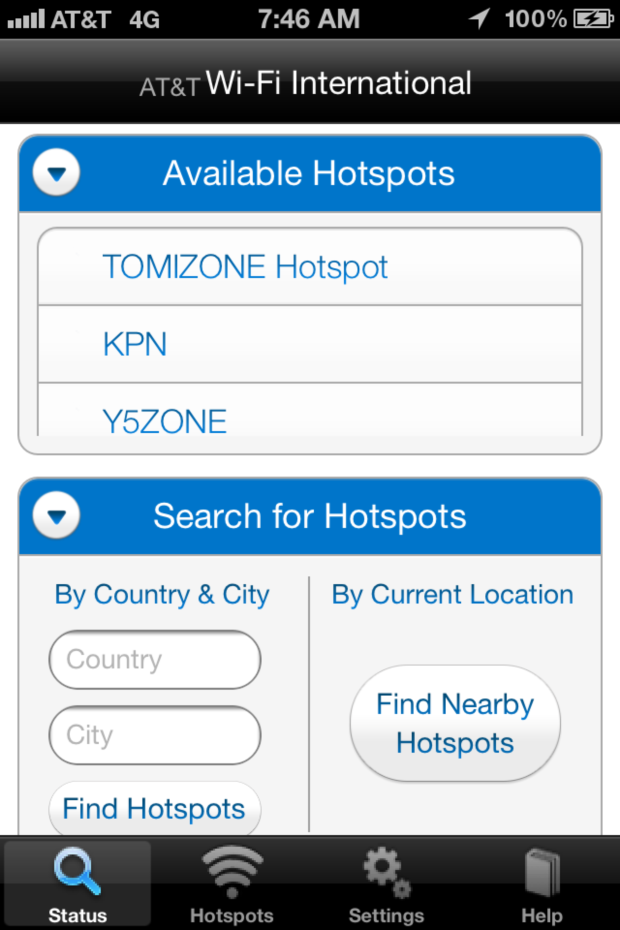 AT&T 4G 7:46 AM 100%
AT&T Wi-Fi International
Available Hotspots
TOMIZONE Hotspot
KPN
Y5ZONE
Search for Hotspots
By Country & City
Country
City
Find Hotspots
By Current Location
Find Nearby
Hotspots
Status Hotspots Settings Help